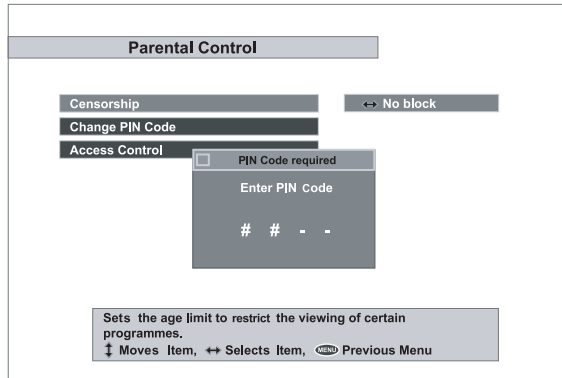 Parental Control
Censorship
↔ No block
Change PIN Code
Access Control
PIN Code required
Enter PIN Code
# # - -
Sets the age limit to restrict the viewing of certain
programmes.
↕ Moves Item, ↔ Selects Item, MENU Previous Menu